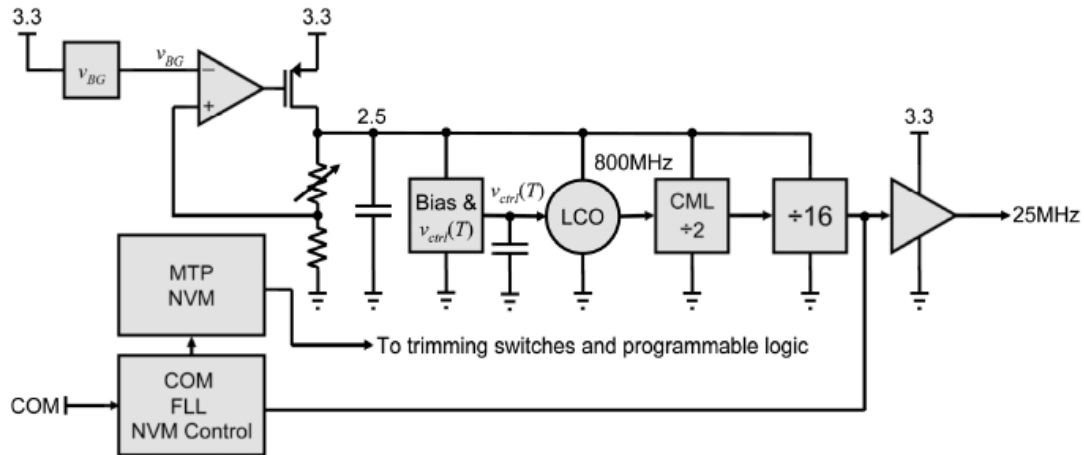 3.3
3.3
v_BG
v_BG
−
+
2.5
3.3
800MHz
Bias &
v_ctrl(T)
v_ctrl(T)
LCO
CML
÷2
÷16
25MHz
MTP
NVM
To trimming switches and programmable logic
COM
COM
FLL
NVM Control